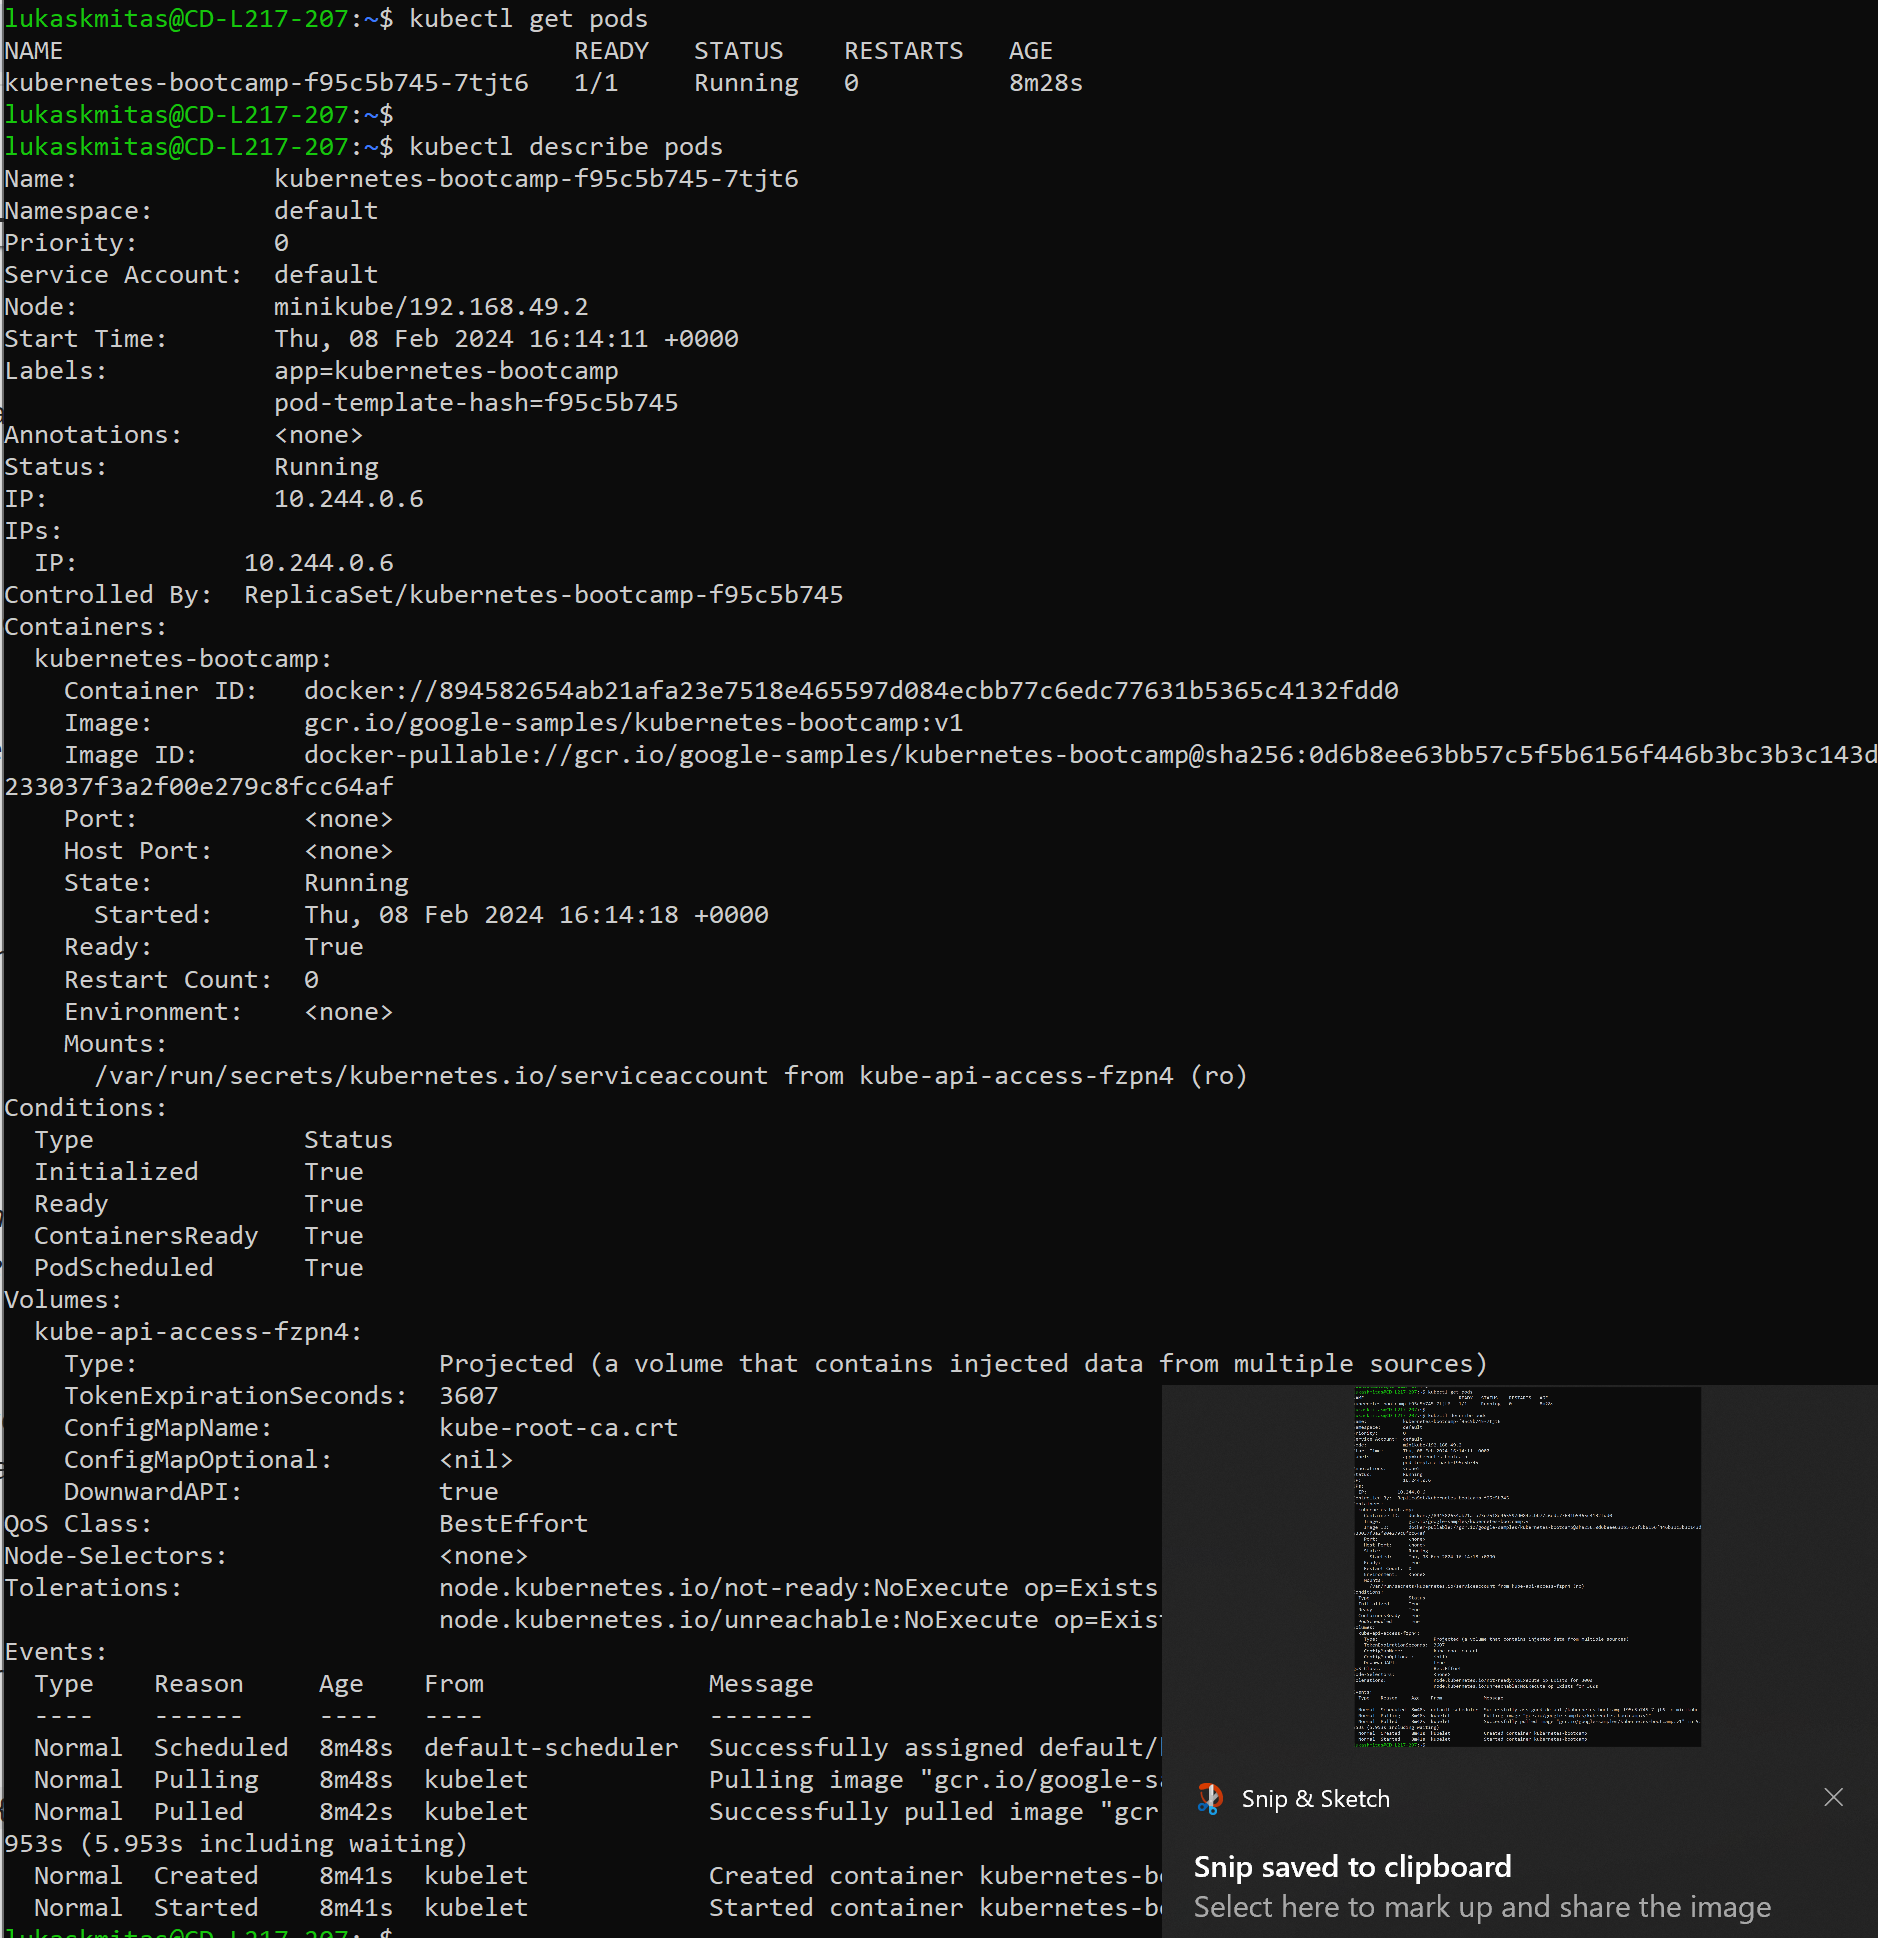 lukaskmitas@CD-L217-207:~$ kubectl get pods
NAME                                  READY   STATUS    RESTARTS   AGE
kubernetes-bootcamp-f95c5b745-7tjt6   1/1     Running   0          8m28s
lukaskmitas@CD-L217-207:~$
lukaskmitas@CD-L217-207:~$ kubectl describe pods
Name:             kubernetes-bootcamp-f95c5b745-7tjt6
Namespace:        default
Priority:         0
Service Account:  default
Node:             minikube/192.168.49.2
Start Time:       Thu, 08 Feb 2024 16:14:11 +0000
Labels:           app=kubernetes-bootcamp
                  pod-template-hash=f95c5b745
Annotations:      <none>
Status:           Running
IP:               10.244.0.6
IPs:
  IP:           10.244.0.6
Controlled By:  ReplicaSet/kubernetes-bootcamp-f95c5b745
Containers:
  kubernetes-bootcamp:
    Container ID:   docker://894582654ab21afa23e7518e465597d084ecbb77c6edc77631b5365c4132fdd0
    Image:          gcr.io/google-samples/kubernetes-bootcamp:v1
    Image ID:       docker-pullable://gcr.io/google-samples/kubernetes-bootcamp@sha256:0d6b8ee63bb57c5f5b6156f446b3bc3b3c143d
233037f3a2f00e279c8fcc64af
    Port:           <none>
    Host Port:      <none>
    State:          Running
      Started:      Thu, 08 Feb 2024 16:14:18 +0000
    Ready:          True
    Restart Count:  0
    Environment:    <none>
    Mounts:
      /var/run/secrets/kubernetes.io/serviceaccount from kube-api-access-fzpn4 (ro)
Conditions:
  Type              Status
  Initialized       True
  Ready             True
  ContainersReady   True
  PodScheduled      True
Volumes:
  kube-api-access-fzpn4:
    Type:                    Projected (a volume that contains injected data from multiple sources)
    TokenExpirationSeconds:  3607
    ConfigMapName:           kube-root-ca.crt
    ConfigMapOptional:       <nil>
    DownwardAPI:             true
QoS Class:                   BestEffort
Node-Selectors:              <none>
Tolerations:                 node.kubernetes.io/not-ready:NoExecute op=Exists
                             node.kubernetes.io/unreachable:NoExecute op=Exis
Events:
  Type    Reason     Age    From               Message
  ----    ------     ----   ----               -------
  Normal  Scheduled  8m48s  default-scheduler  Successfully assigned default/
  Normal  Pulling    8m48s  kubelet            Pulling image "gcr.io/google-s
  Normal  Pulled     8m42s  kubelet            Successfully pulled image "gcr
953s (5.953s including waiting)
  Normal  Created    8m41s  kubelet            Created container kubernetes-b
  Normal  Started    8m41s  kubelet            Started container kubernetes-b
lukaskmitas@CD-L217-207:~$
Snip & Sketch
Snip saved to clipboard
Select here to mark up and share the image